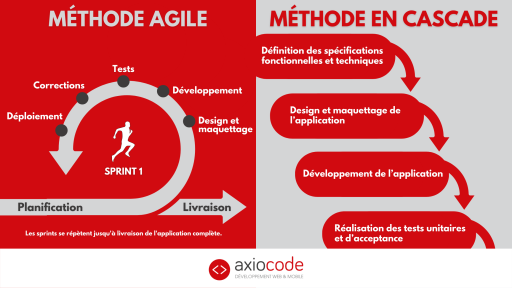 MÉTHODE AGILE
Tests
Corrections
Développement
Déploiement
Design et
maquettage
SPRINT 1
Planification
Livraison
Les sprints se répètent jusqu'à livraison de l'application complète.
MÉTHODE EN CASCADE
Définition des spécifications
fonctionnelles et techniques
Design et maquettage de
l'application
Développement de l'application
Réalisation des tests unitaires
et d'acceptance
axiocode
DÉVELOPPEMENT WEB & MOBILE